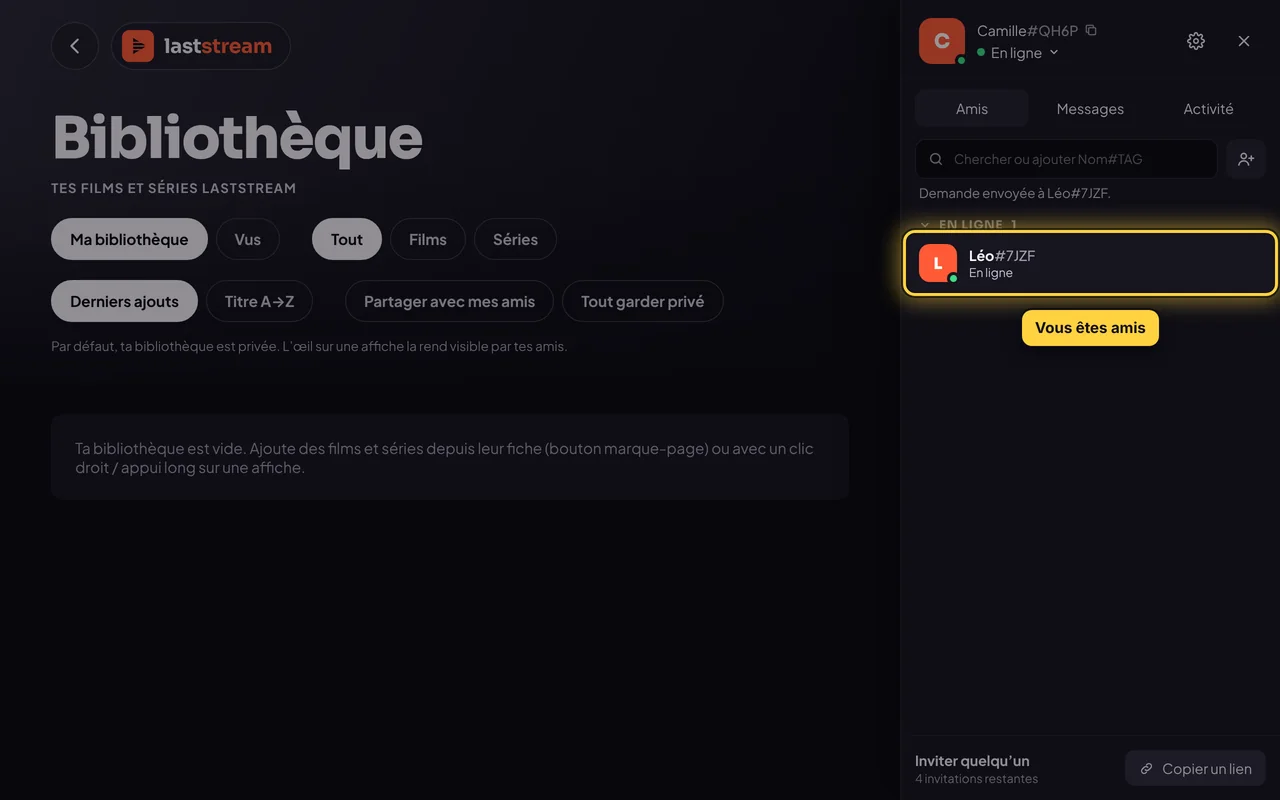 laststream
Bibliothèque
TES FILMS ET SÉRIES LASTSTREAM
Ma bibliothèque
Vus
Tout
Films
Séries
Derniers ajouts
Titre A→Z
Partager avec mes amis
Tout garder privé
Par défaut, ta bibliothèque est privée. L'œil sur une affiche la rend visible par tes amis.
Ta bibliothèque est vide. Ajoute des films et séries depuis leur fiche (bouton marque-page) ou avec un clic
droit / appui long sur une affiche.
C
Camille#QH6P
En ligne
Amis
Messages
Activité
Chercher ou ajouter Nom#TAG
Demande envoyée à Léo#7JZF.
EN LIGNE 1
L
Léo#7JZF
En ligne
Vous êtes amis
Inviter quelqu'un
4 invitations restantes
Copier un lien